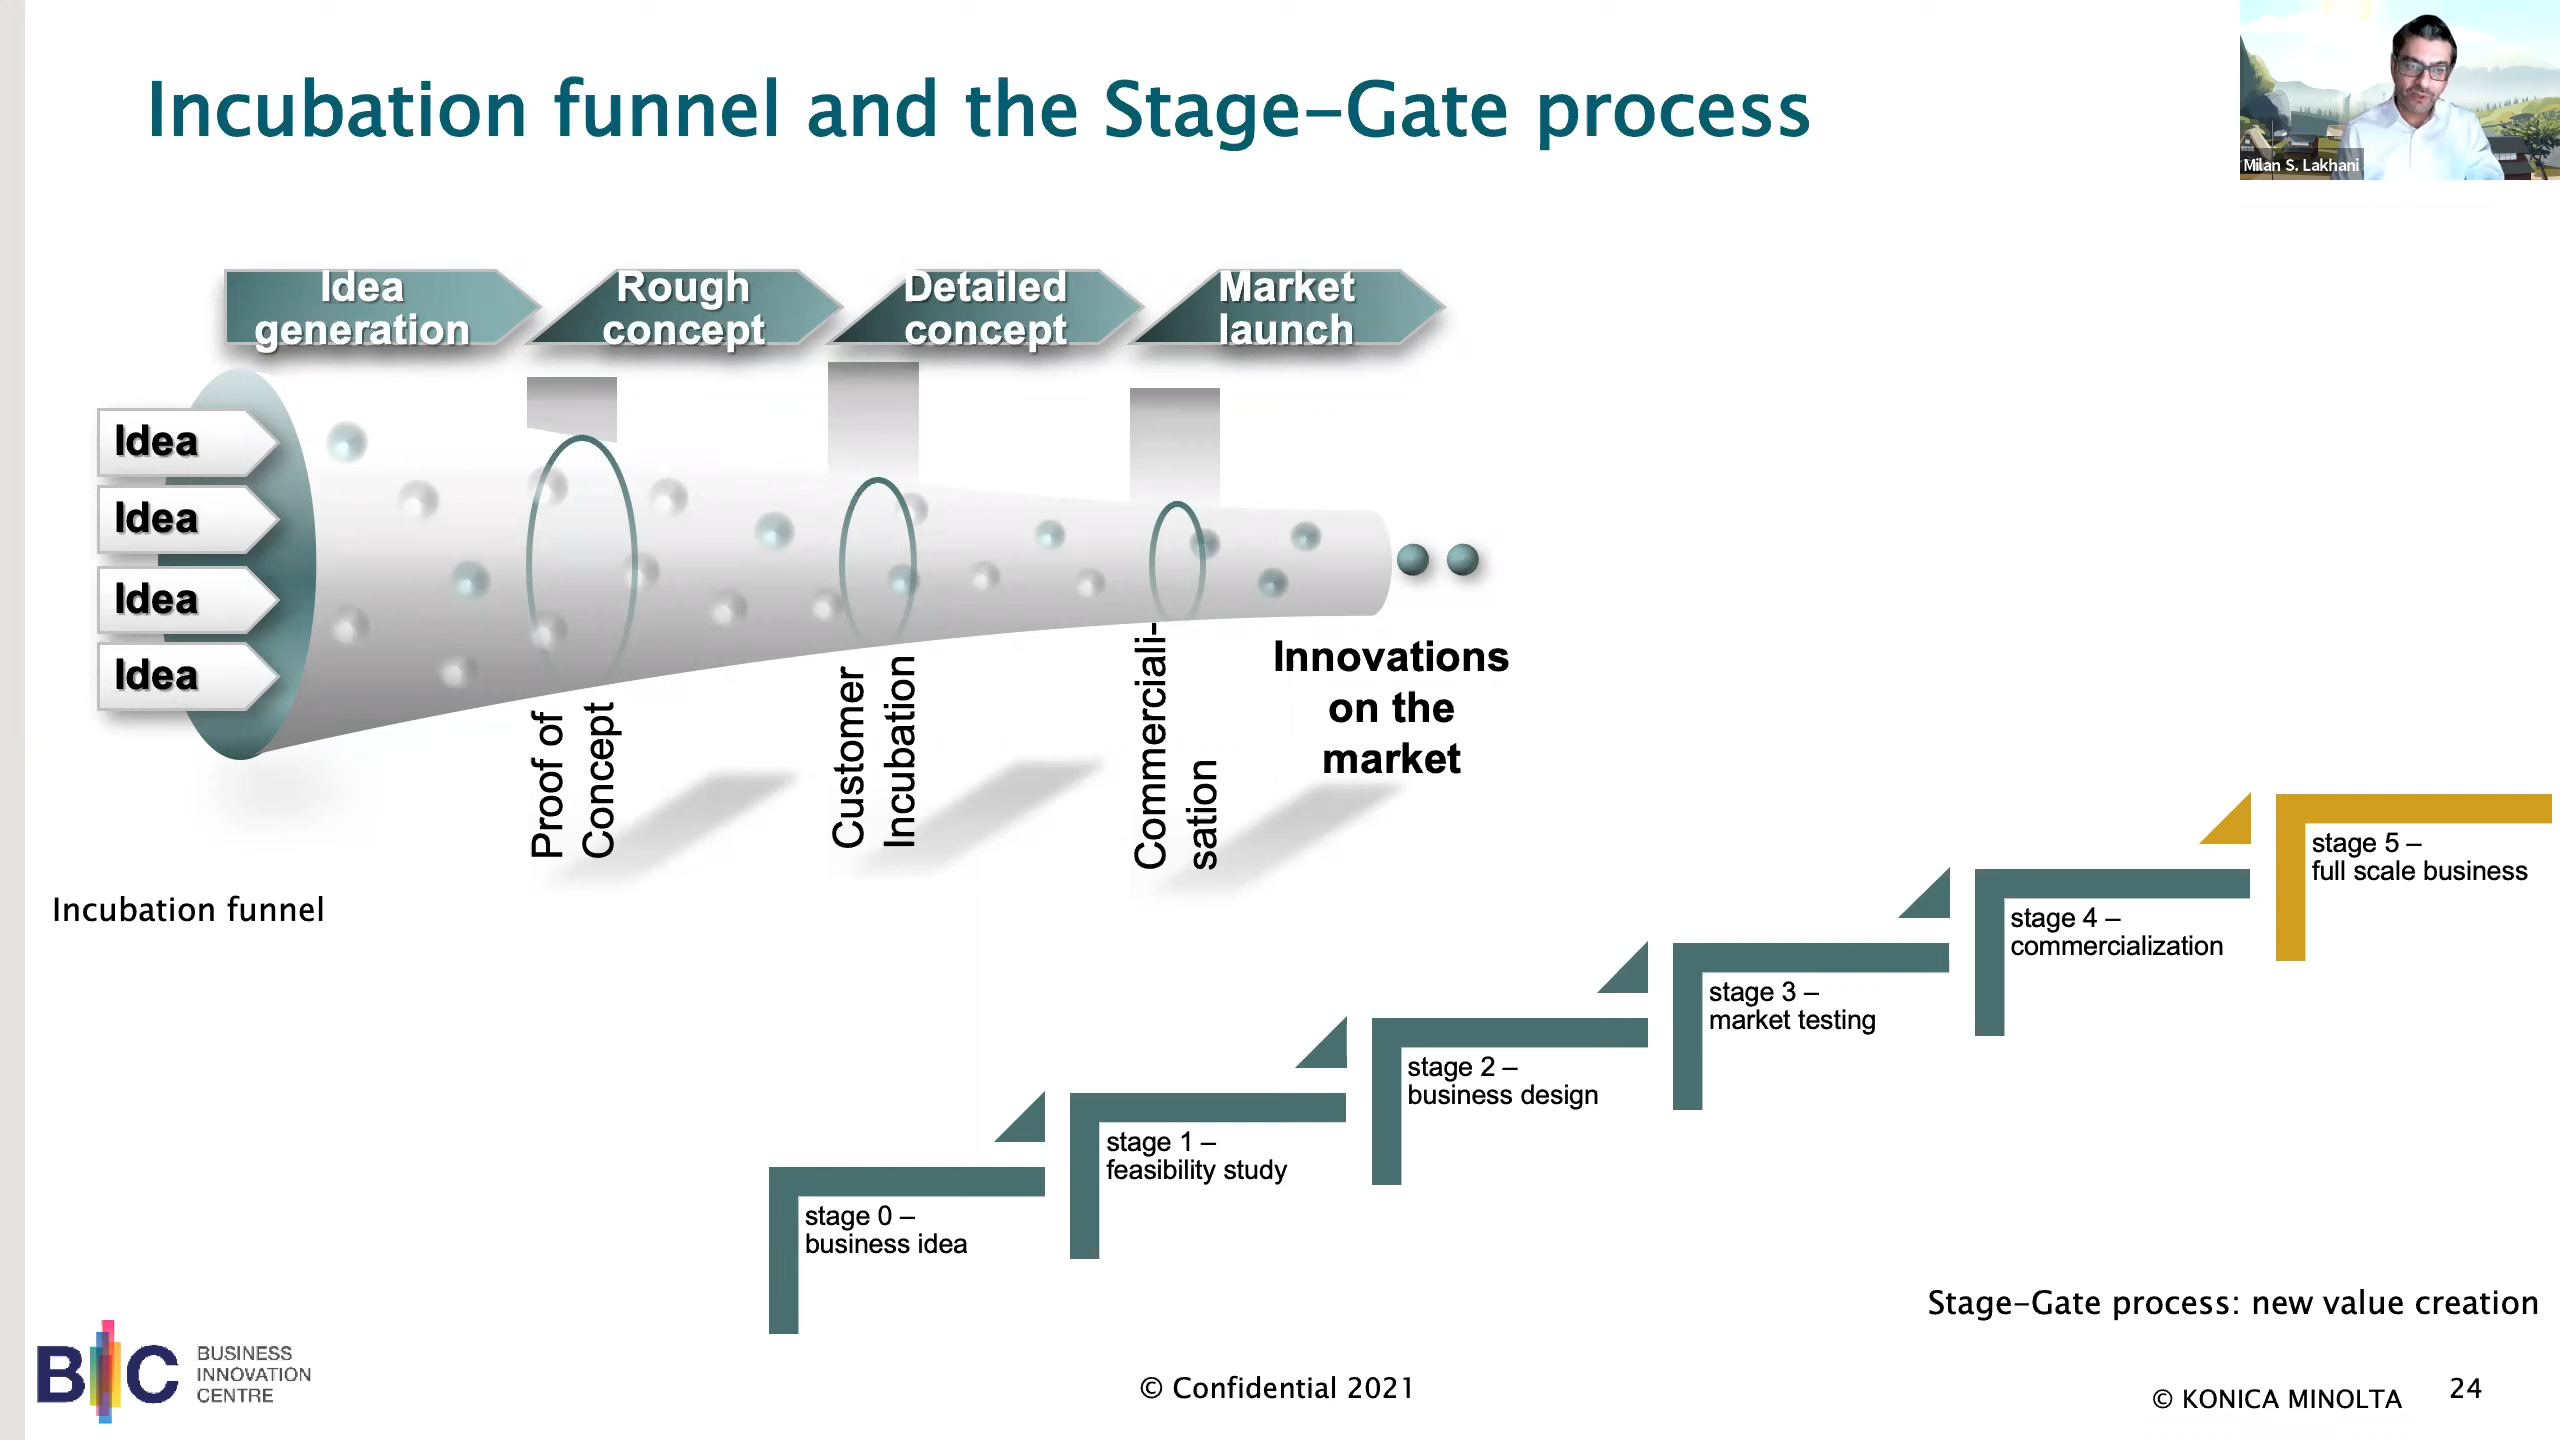 Incubation funnel and the Stage-Gate process
Milan S. Lakhani
Idea
generation
Rough
concept
Detailed
concept
Market
launch
Idea
Idea
Idea
Idea
Proof of
Concept
Customer
Incubation
Commerciali-
sation
Innovations
on the
market
Incubation funnel
stage 5 –
full scale business
stage 4 –
commercialization
stage 3 –
market testing
stage 2 –
business design
stage 1 –
feasibility study
stage 0 –
business idea
Stage-Gate process: new value creation
BIC
BUSINESS
INNOVATION
CENTRE
© Confidential 2021
© KONICA MINOLTA
24